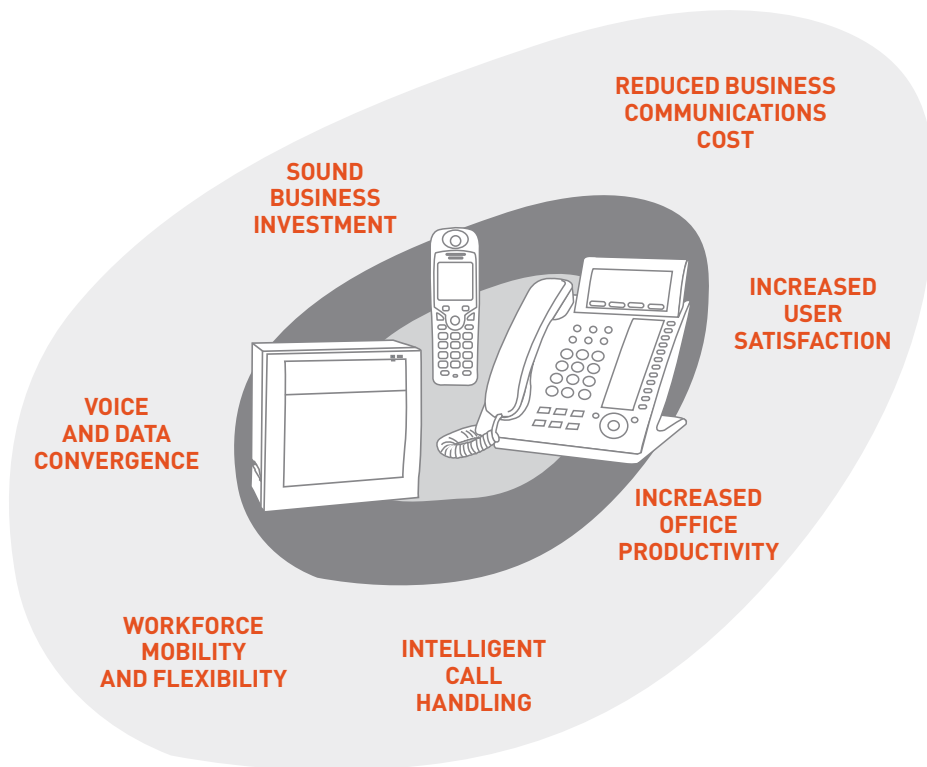 REDUCED BUSINESS
COMMUNICATIONS
COST
SOUND
BUSINESS
INVESTMENT
INCREASED
USER
SATISFACTION
VOICE
AND DATA
CONVERGENCE
INCREASED
OFFICE
PRODUCTIVITY
WORKFORCE
MOBILITY
AND FLEXIBILITY
INTELLIGENT
CALL
HANDLING